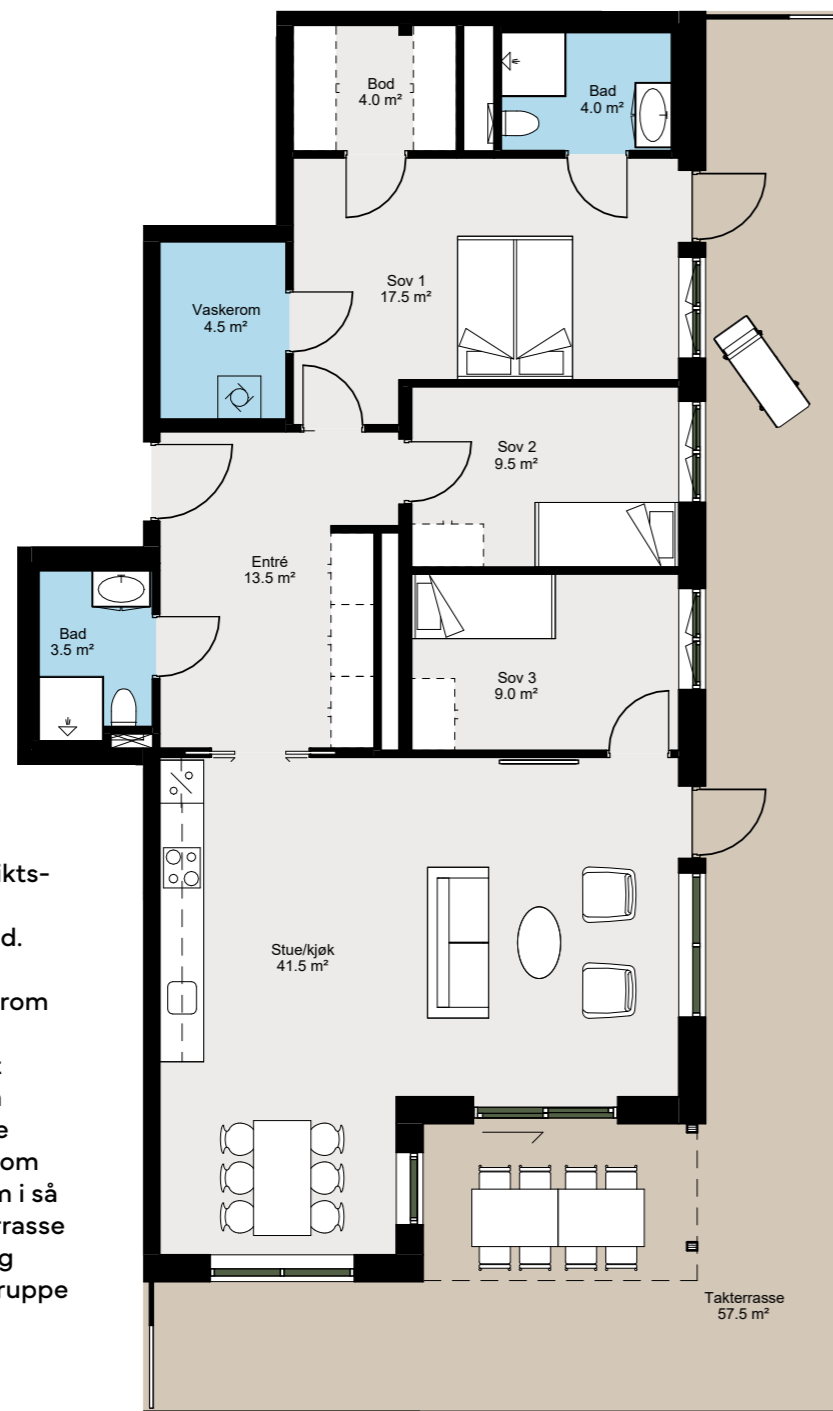 Bod
4.0 m²
Bad
4.0 m²
Sov 1
17.5 m²
Vaskerom
4.5 m²
Sov 2
9.5 m²
Entré
13.5 m²
Bad
3.5 m²
Sov 3
9.0 m²
Stue/kjøk
41.5 m²
Takterrasse
57.5 m²
ikts-
d.
rom
om
i så
rasse
g
ruppe